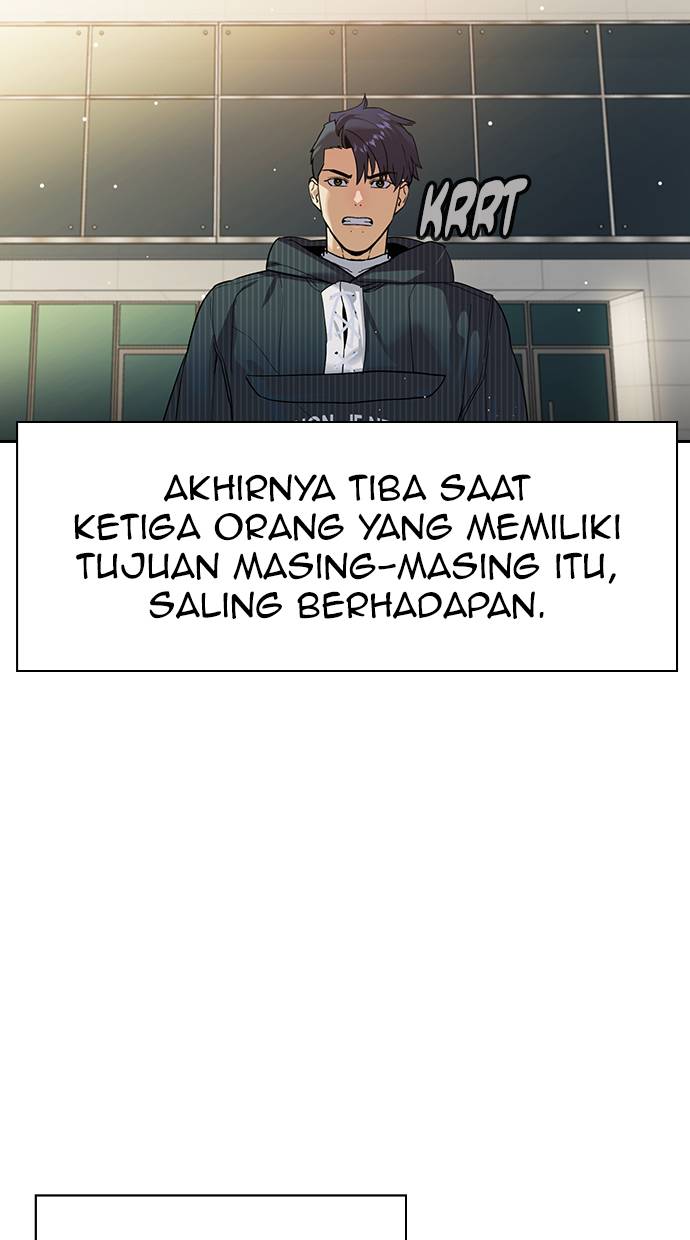 KRRT
AKHIRNYA TIBA SAAT
KETIGA ORANG YANG MEMILIKI
TUJUAN MASING-MASING ITU,
SALING BERHADAPAN.